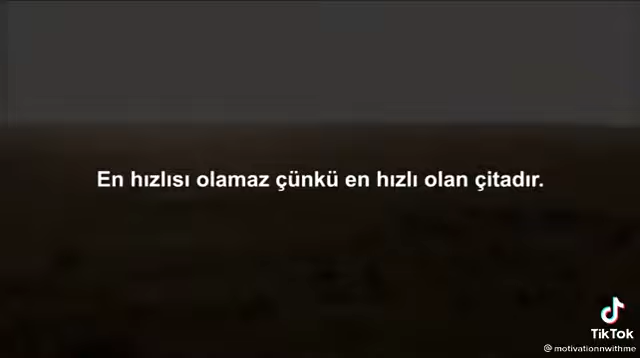 En hızlısı olamaz çünkü en hızlı olan çitadır.
TikTok
@ motivationnwithme